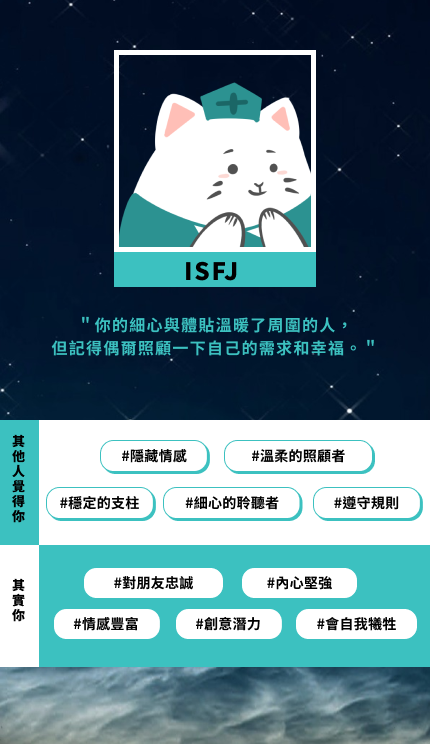 ISFJ
"你的細心與體貼溫暖了周圍的人，
但記得偶爾照顧一下自己的需求和幸福。"
其他人覺得你
#隱藏情感 #溫柔的照顧者
#穩定的支柱 #細心的聆聽者 #遵守規則
其實你
#對朋友忠誠 #內心堅強
#情感豐富 #創意潛力 #會自我犧牲